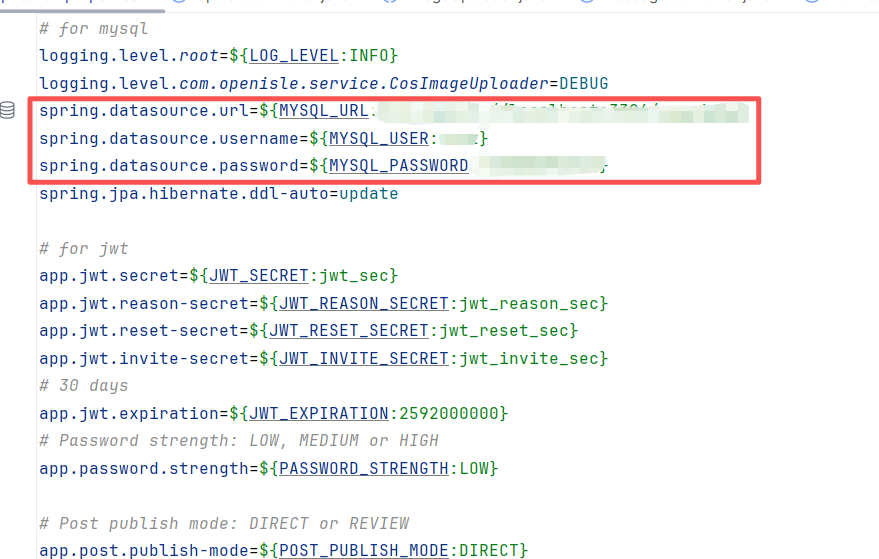 # for mysql
logging.level.root=${LOG_LEVEL:INFO}
logging.level.com.openisle.service.CosImageUploader=DEBUG
spring.datasource.url=${MYSQL_URL:
spring.datasource.username=${MYSQL_USER: }
spring.datasource.password=${MYSQL_PASSWORD }
spring.jpa.hibernate.ddl-auto=update
# for jwt
app.jwt.secret=${JWT_SECRET:jwt_sec}
app.jwt.reason-secret=${JWT_REASON_SECRET:jwt_reason_sec}
app.jwt.reset-secret=${JWT_RESET_SECRET:jwt_reset_sec}
app.jwt.invite-secret=${JWT_INVITE_SECRET:jwt_invite_sec}
# 30 days
app.jwt.expiration=${JWT_EXPIRATION:2592000000}
# Password strength: LOW, MEDIUM or HIGH
app.password.strength=${PASSWORD_STRENGTH:LOW}
# Post publish mode: DIRECT or REVIEW
app.post.publish-mode=${POST_PUBLISH_MODE:DIRECT}